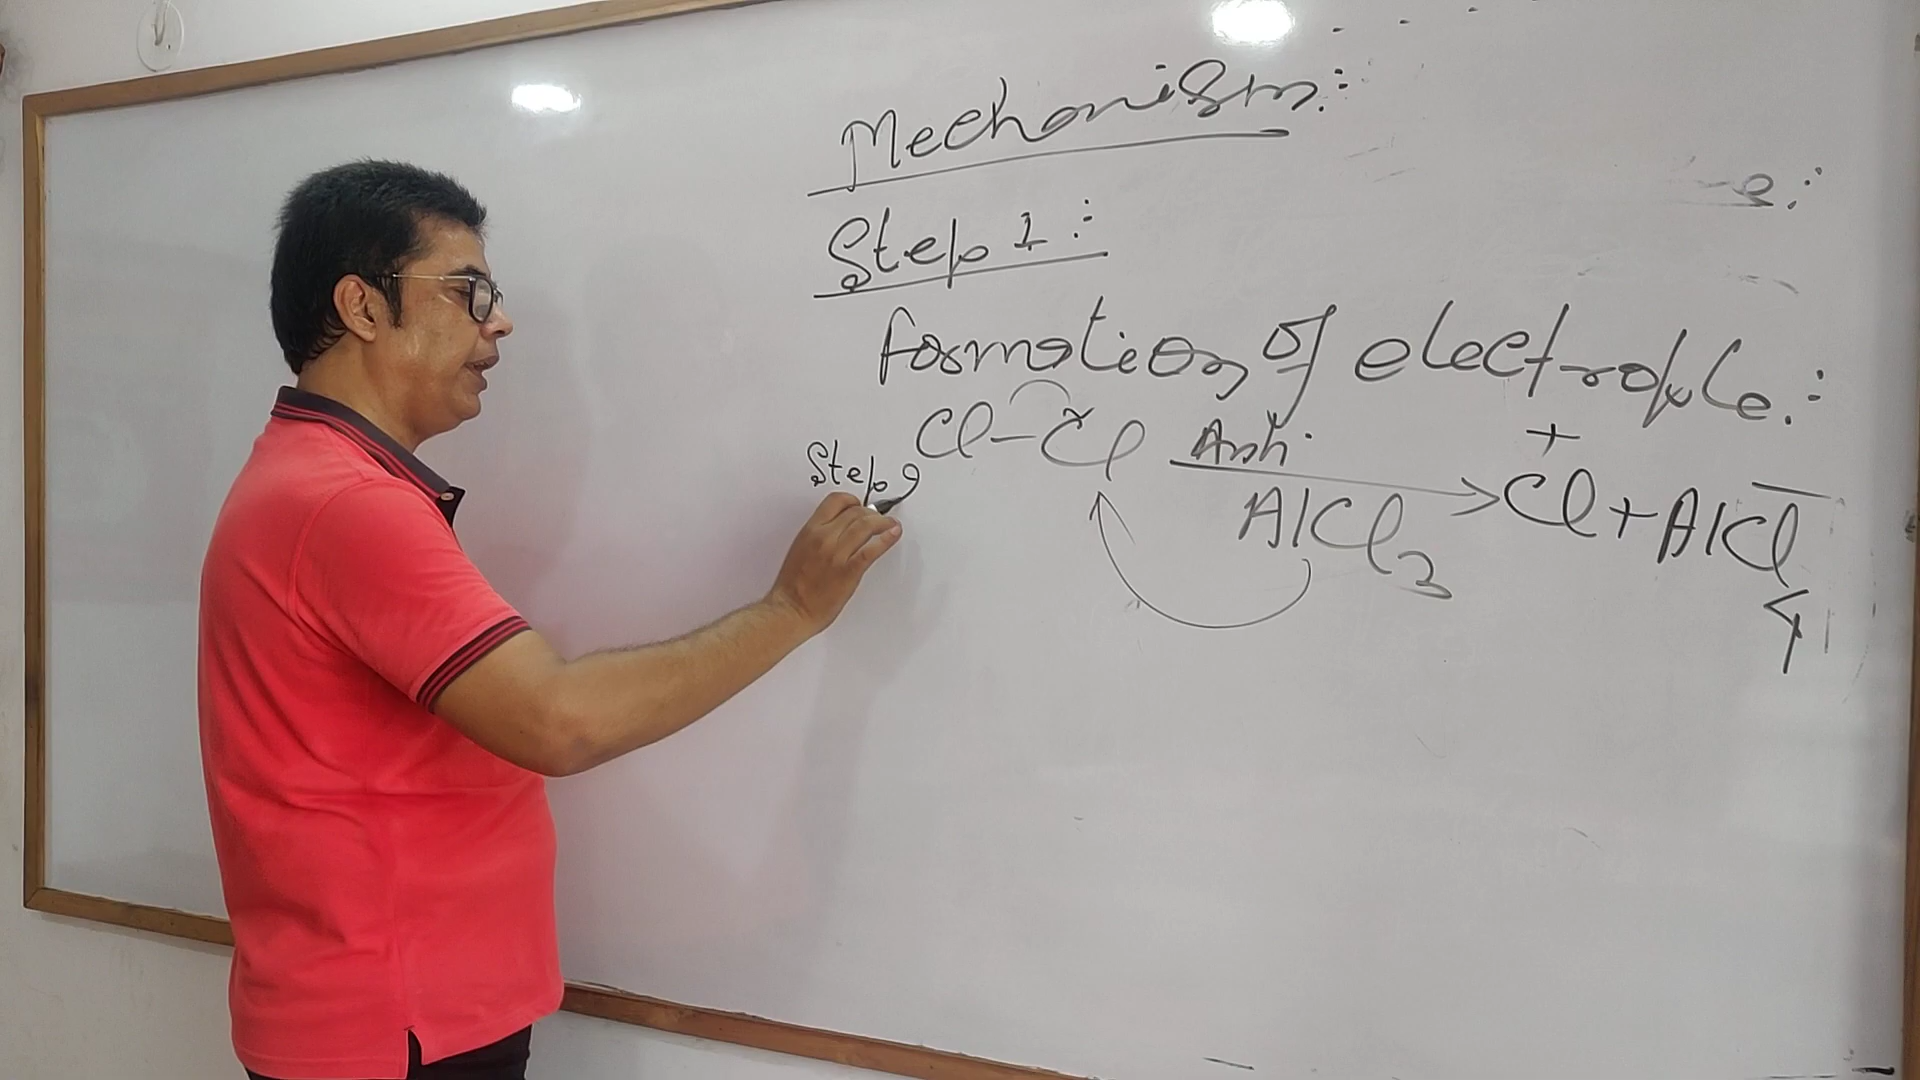 Mechanism:
Step 1:
formation of electrophile:
Cl-Cl Anh. AlCl3 → Cl+ + AlCl4-
Step 2